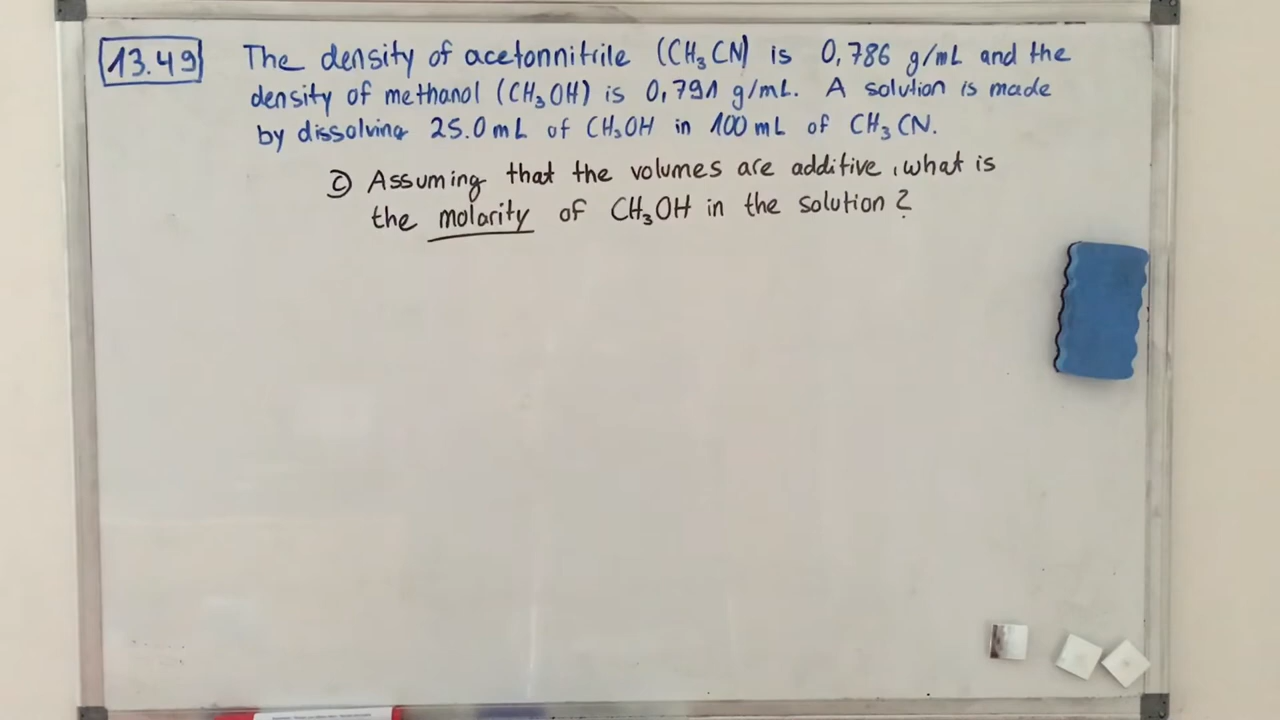 13.49 The density of acetonnitrile (CH₃CN) is 0,786 g/mL and the
density of methanol (CH₃OH) is 0,791 g/mL. A solution is made
by dissolving 25.0 mL of CH₃OH in 100 mL of CH₃CN.
c) Assuming that the volumes are additive, what is
the molarity of CH₃OH in the solution?